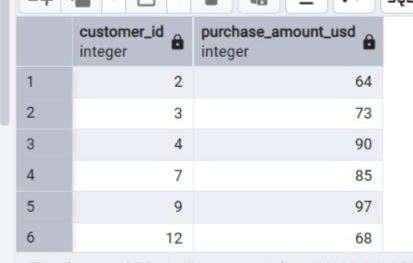 customer_id purchase_amount_usd
integer integer
1 2 64
2 3 73
3 4 90
4 7 85
5 9 97
6 12 68